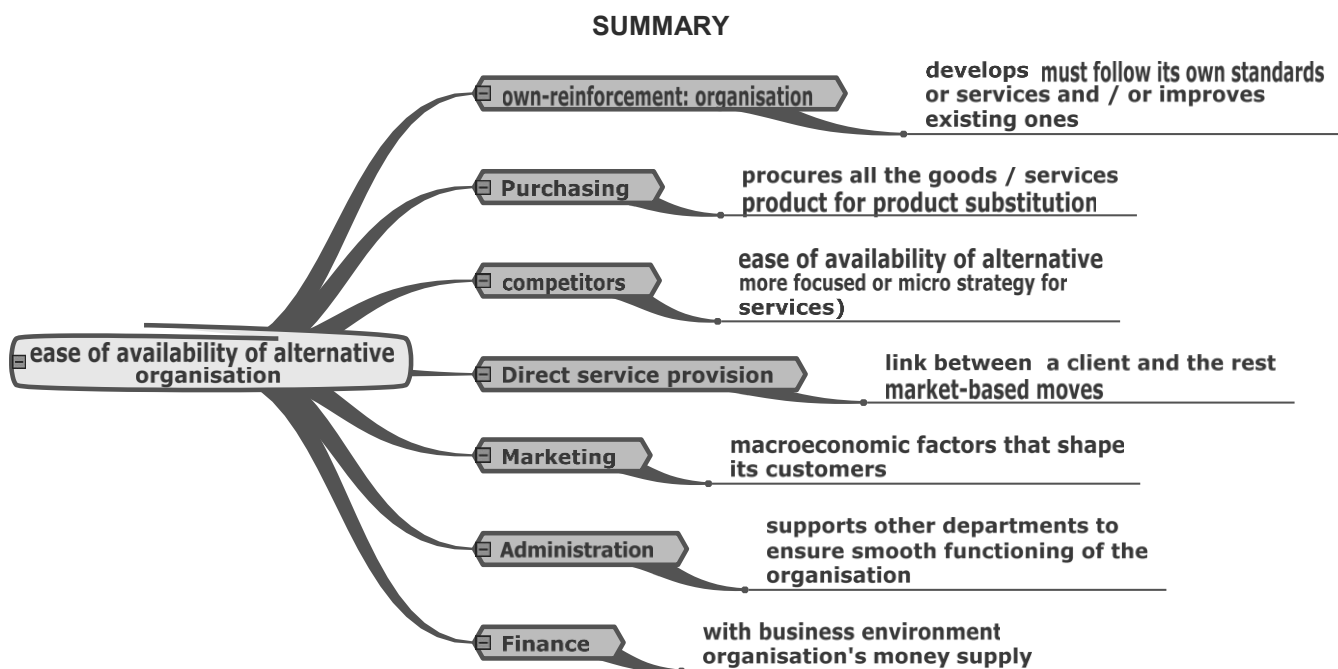 SUMMARY
own-reinforcement: organisation
develops must follow its own standards
or services and / or improves
existing ones
Purchasing
procures all the goods / services
product for product substitution
competitors
ease of availability of alternative
more focused or micro strategy for
services)
ease of availability of alternative
organisation
Direct service provision
link between a client and the rest
market-based moves
Marketing
macroeconomic factors that shape
its customers
Administration
supports other departments to
ensure smooth functioning of the
organisation
Finance
with business environment
organisation's money supply